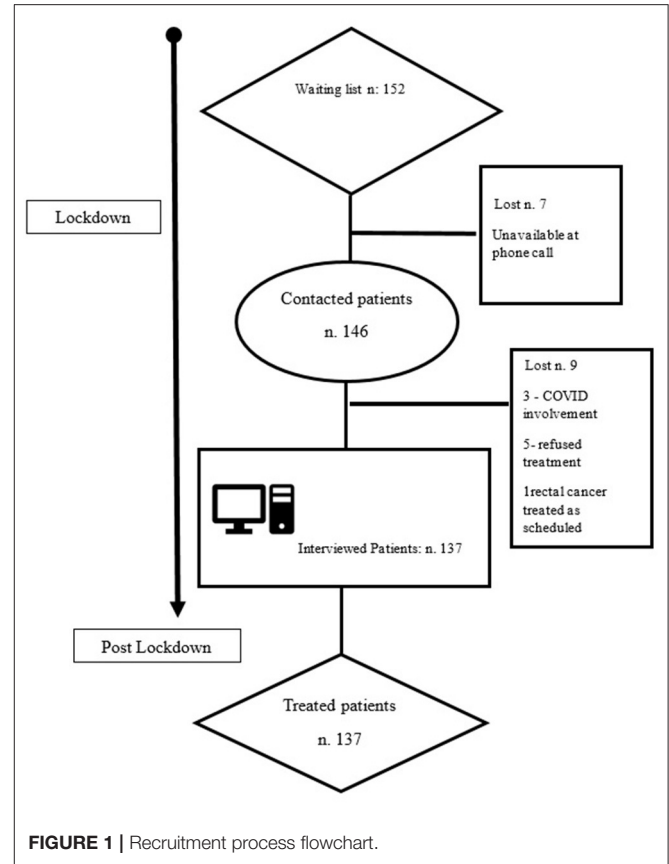 Waiting list n: 152
Lost n. 7
Unavailable at
phone call
Lockdown
Contacted patients
n. 146
Lost n. 9
3 - COVID
involvement
5- refused
treatment
1rectal cancer
treated as
scheduled
Interviewed Patients: n. 137
Post Lockdown
Treated patients
n. 137
FIGURE 1 | Recruitment process flowchart.